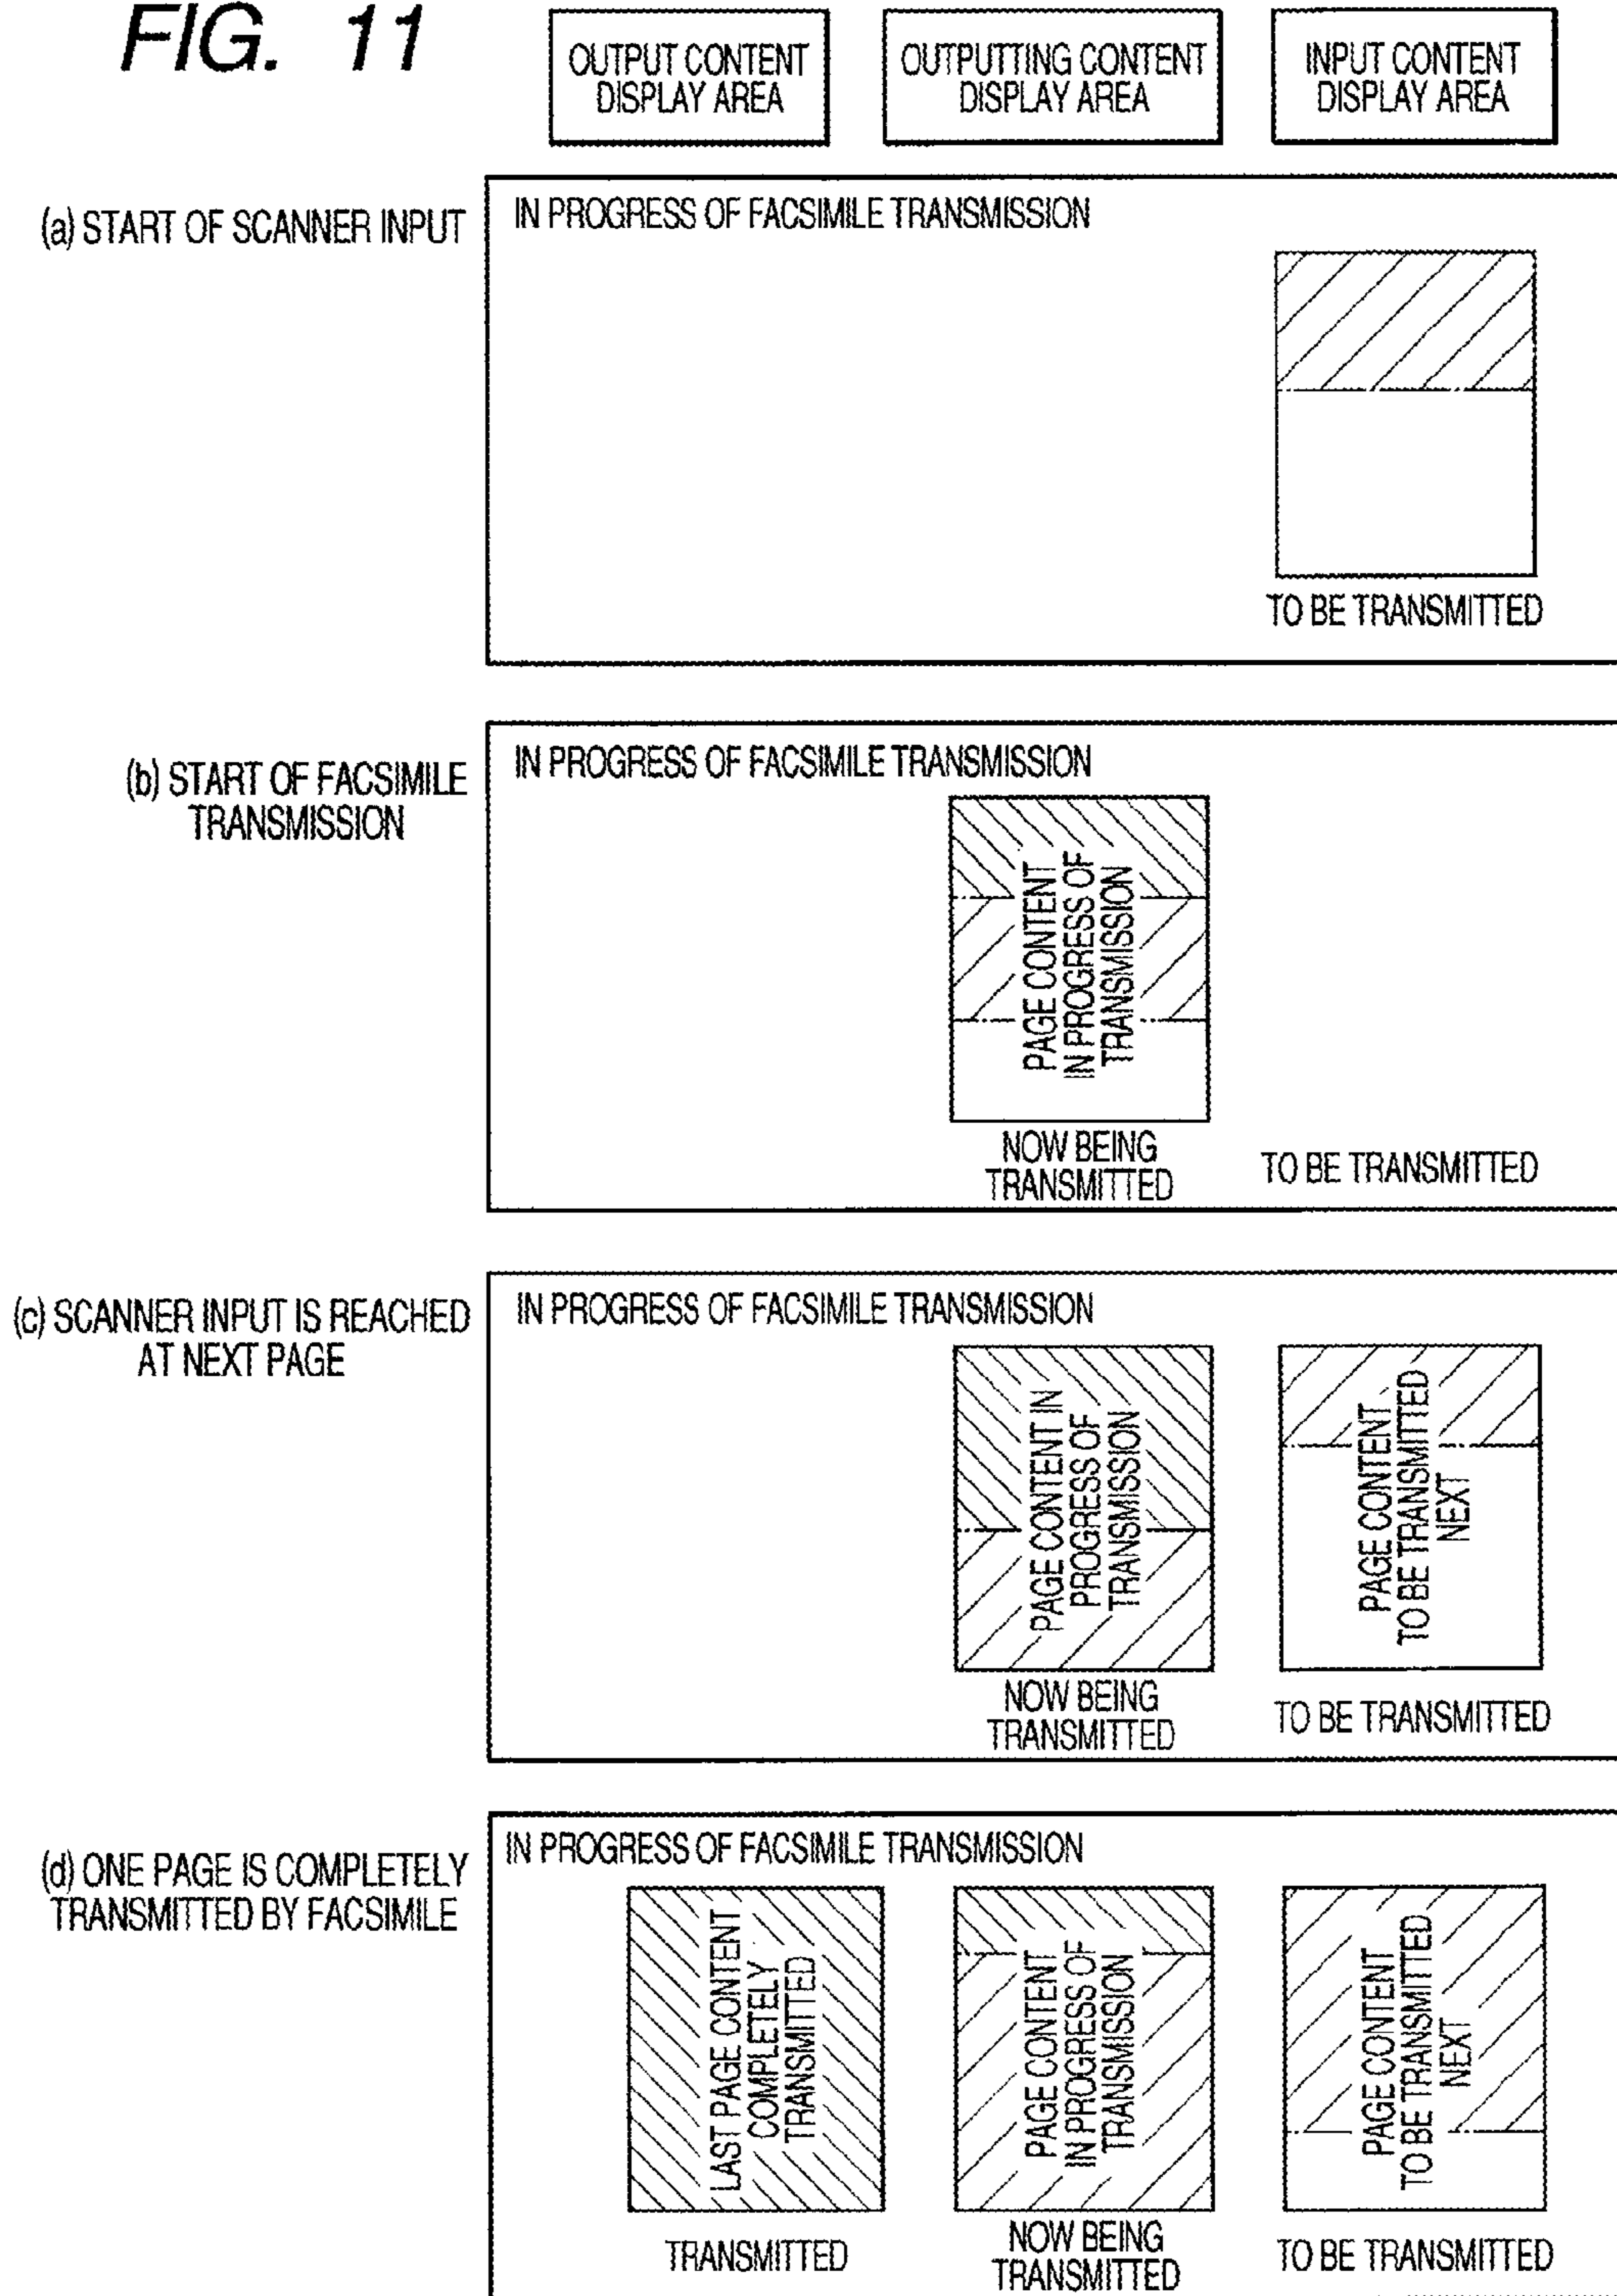 FIG. 11
OUTPUT CONTENT
DISPLAY AREA
OUTPUTTING CONTENT
DISPLAY AREA
INPUT CONTENT
DISPLAY AREA
(a) START OF SCANNER INPUT
IN PROGRESS OF FACSIMILE TRANSMISSION
TO BE TRANSMITTED
(b) START OF FACSIMILE
TRANSMISSION
IN PROGRESS OF FACSIMILE TRANSMISSION
PAGE CONTENT
IN PROGRESS OF
TRANSMISSION
NOW BEING
TRANSMITTED
TO BE TRANSMITTED
(c) SCANNER INPUT IS REACHED
AT NEXT PAGE
IN PROGRESS OF FACSIMILE TRANSMISSION
PAGE CONTENT IN
PROGRESS OF
TRANSMISSION
NOW BEING
TRANSMITTED
PAGE CONTENT
TO BE TRANSMITTED
NEXT
TO BE TRANSMITTED
(d) ONE PAGE IS COMPLETELY
TRANSMITTED BY FACSIMILE
IN PROGRESS OF FACSIMILE TRANSMISSION
LAST PAGE CONTENT
COMPLETELY
TRANSMITTED
TRANSMITTED
PAGE CONTENT
IN PROGRESS OF
TRANSMISSION
NOW BEING
TRANSMITTED
PAGE CONTENT
TO BE TRANSMITTED
NEXT
TO BE TRANSMITTED